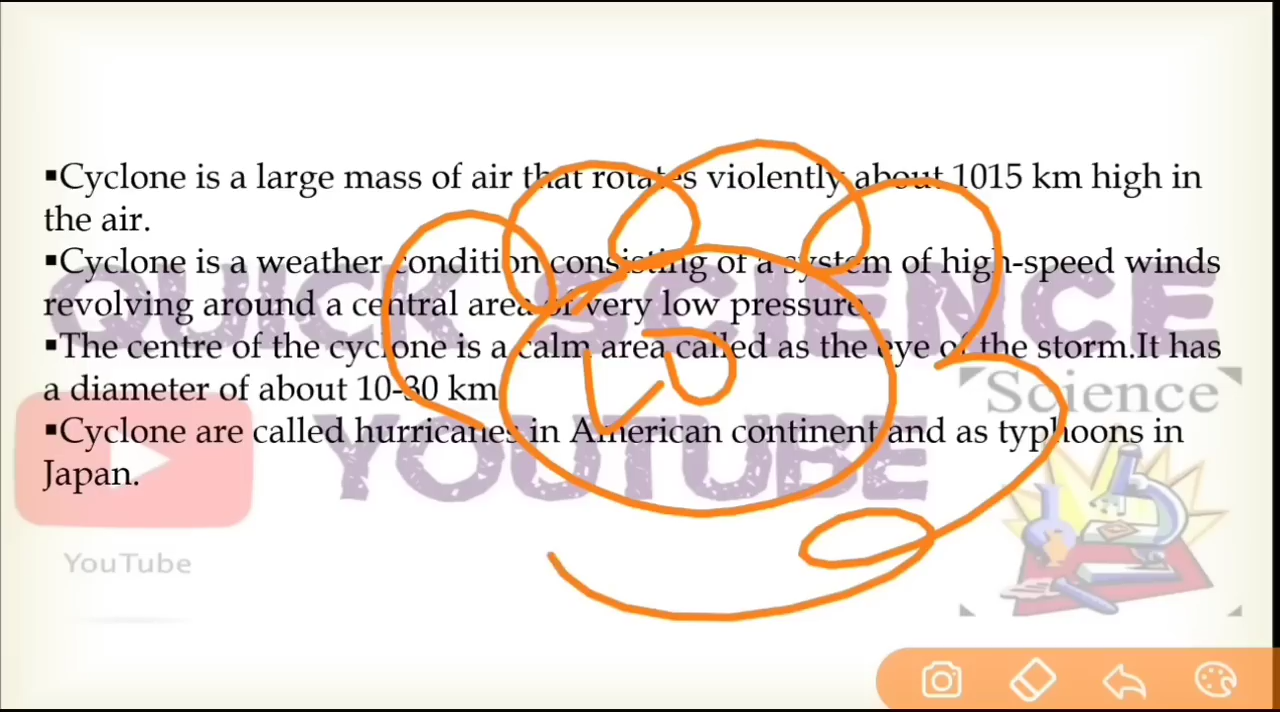 ▪Cyclone is a large mass of air that rotates violently about 1015 km high in
the air.
▪Cyclone is a weather condition consisting of a system of high-speed winds
revolving around a central area of very low pressure.
▪The centre of the cyclone is a calm area called as the eye of the storm.It has
a diameter of about 10-30 km
▪Cyclone are called hurricanes in American continent and as typhoons in
Japan.
QUICK SCIENCE
YOUTUBE
Science
YouTube
LP